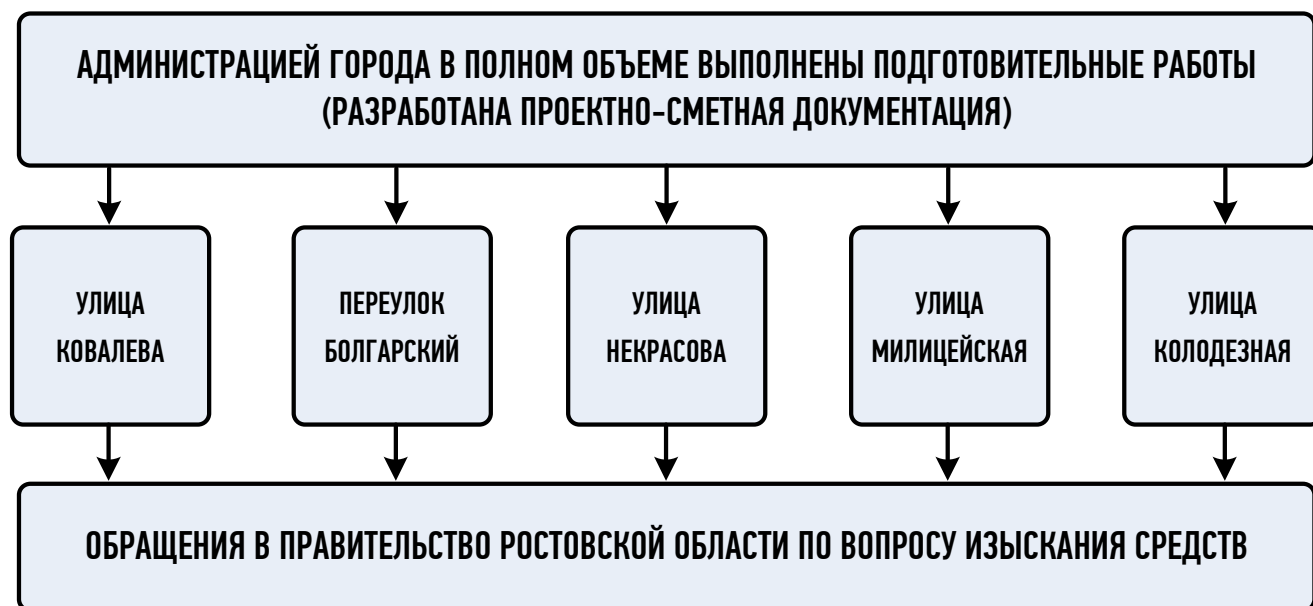 АДМИНИСТРАЦИЕЙ ГОРОДА В ПОЛНОМ ОБЪЕМЕ ВЫПОЛНЕНЫ ПОДГОТОВИТЕЛЬНЫЕ РАБОТЫ
(РАЗРАБОТАНА ПРОЕКТНО-СМЕТНАЯ ДОКУМЕНТАЦИЯ)
УЛИЦА
КОВАЛЕВА
ПЕРЕУЛОК
БОЛГАРСКИЙ
УЛИЦА
НЕКРАСОВА
УЛИЦА
МИЛИЦЕЙСКАЯ
УЛИЦА
КОЛОДЕЗНАЯ
ОБРАЩЕНИЯ В ПРАВИТЕЛЬСТВО РОСТОВСКОЙ ОБЛАСТИ ПО ВОПРОСУ ИЗЫСКАНИЯ СРЕДСТВ